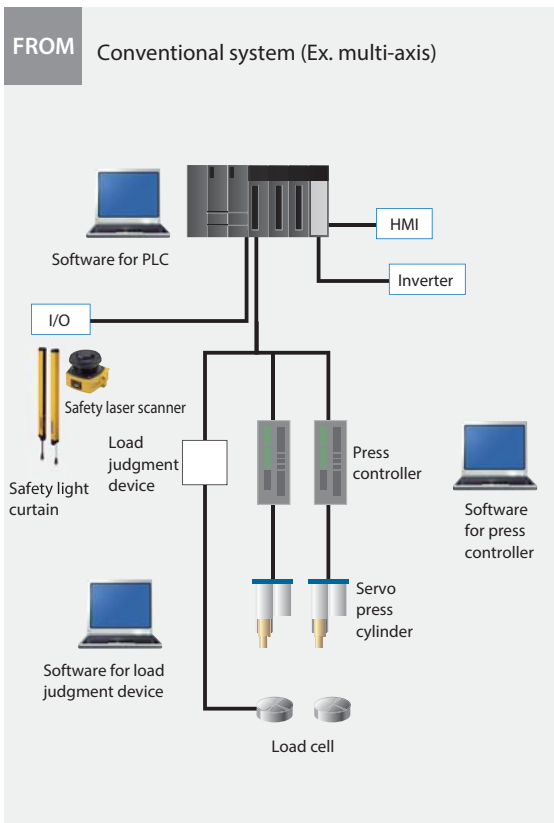 FROM
Conventional system (Ex. multi-axis)
Software for PLC
HMI
Inverter
I/O
Safety laser scanner
Load
judgment
device
Press
controller
Safety light
curtain
Software
for press
controller
Servo
press
cylinder
Software for load
judgment device
Load cell